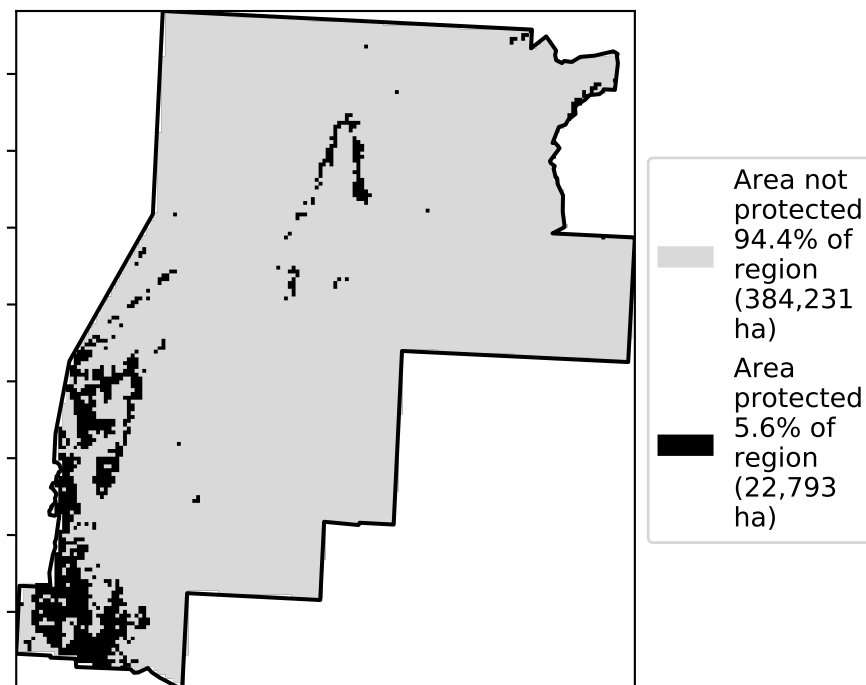 Area not
protected
94.4% of
region
(384,231
ha)
Area
protected
5.6% of
region
(22,793
ha)